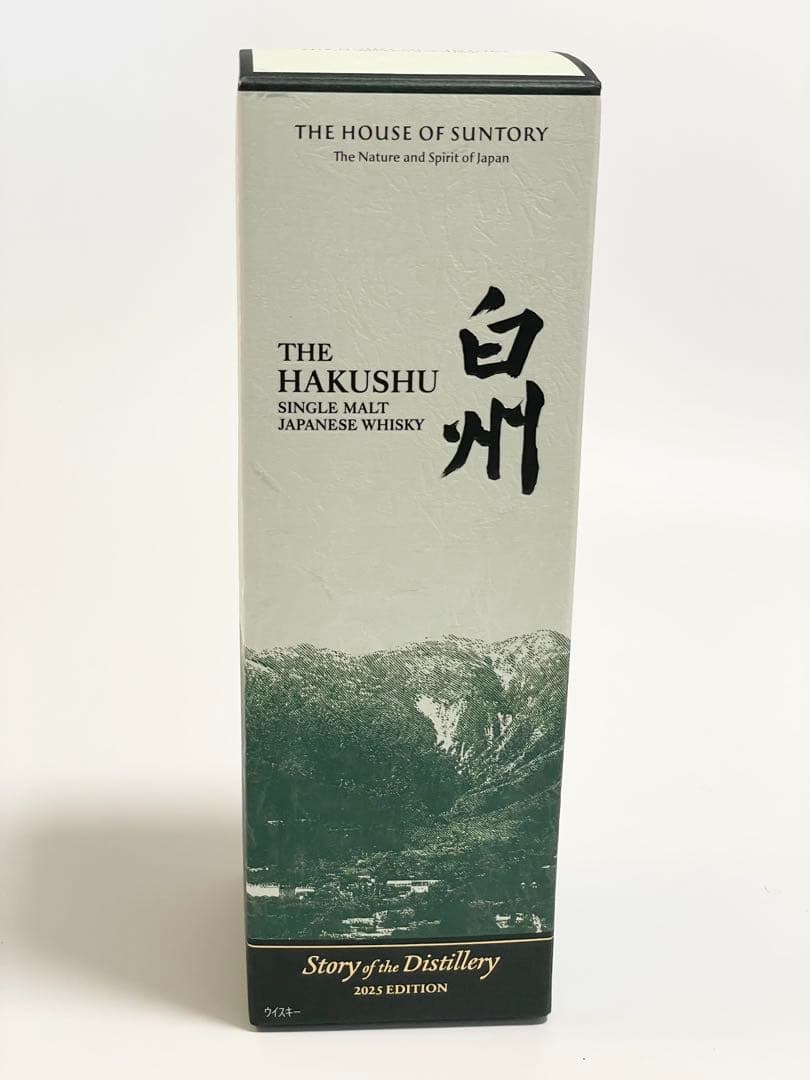 THE HOUSE OF SUNTORY
The Nature and Spirit of Japan
THE
HAKUSHU
SINGLE MALT
JAPANESE WHISKY
白州
Story of the Distillery
2025 EDITION
ウイスキー